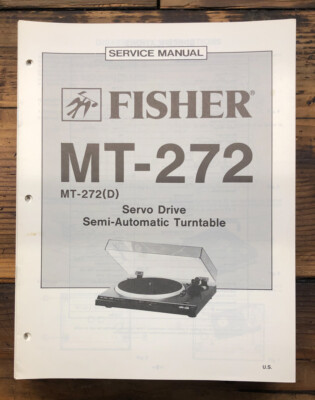 SERVICE MANUAL
FISHER®
MT-272
MT-272(D)
Servo Drive
Semi-Automatic Turntable
U.S.